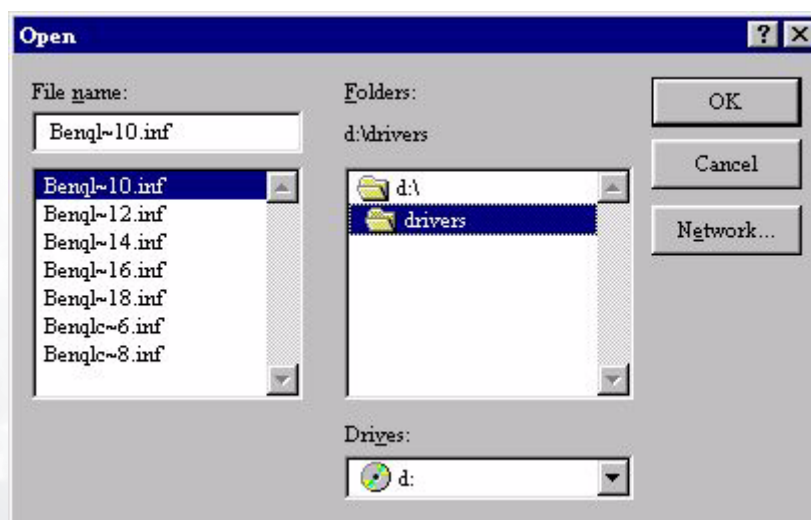 Open
File name:
Benql~10.inf
Benql~10.inf
Benql~12.inf
Benql~14.inf
Benql~16.inf
Benql~18.inf
Benqlc~6.inf
Benqlc~8.inf
Folders:
d:\drivers
d:\
drivers
Drives:
d:
OK
Cancel
Network...